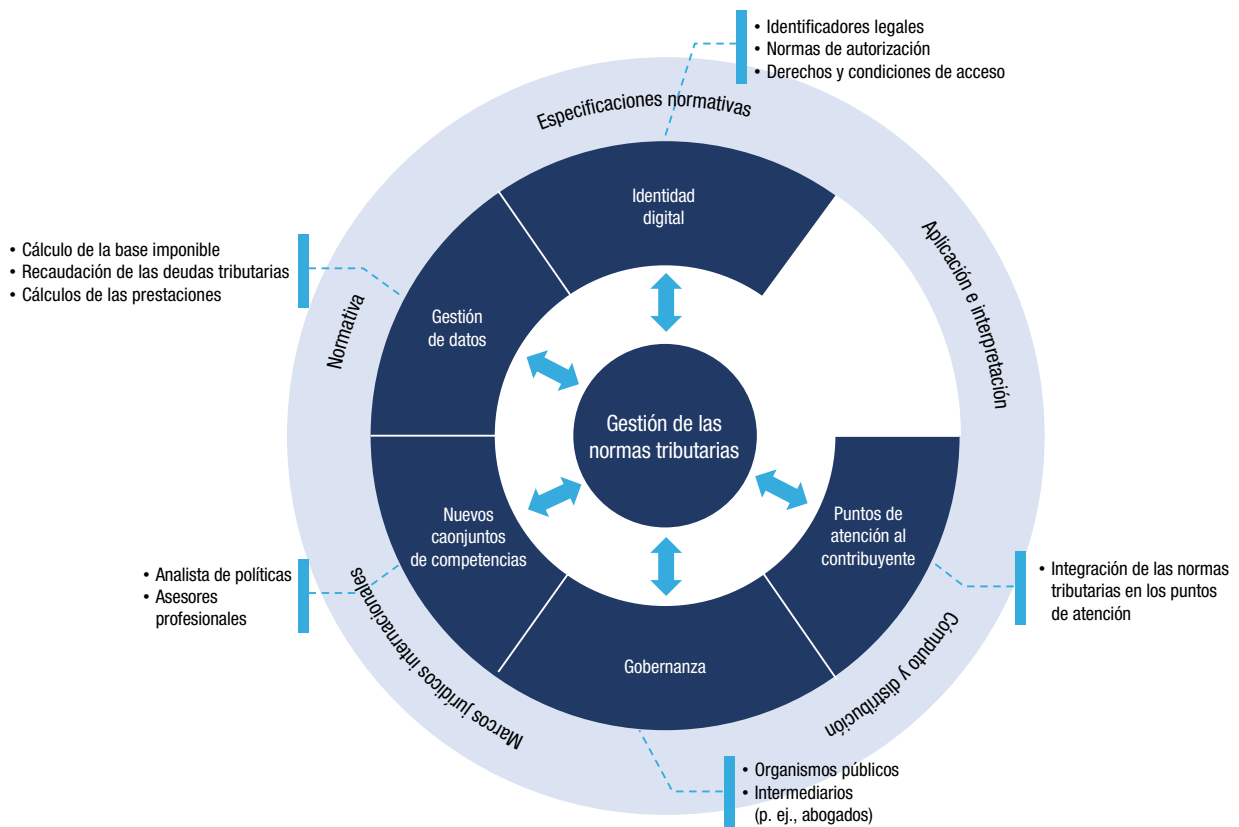 • Identificadores legales
• Normas de autorización
• Derechos y condiciones de acceso
Especificaciones normativas
Identidad
digital
Aplicación e interpretación
• Cálculo de la base imponible
• Recaudación de las deudas tributarias
• Cálculos de las prestaciones
Normativa
Gestión
de datos
Gestión de las
normas tributarias
Nuevos
caonjuntos
de competencias
Puntos de
atención al
contribuyente
• Analista de políticas
• Asesores
profesionales
• Integración de las normas
tributarias en los puntos
de atención
Marcos jurídicos internacionales
Gobernanza
Cómputo y distribución
• Organismos públicos
• Intermediarios
(p. ej., abogados)